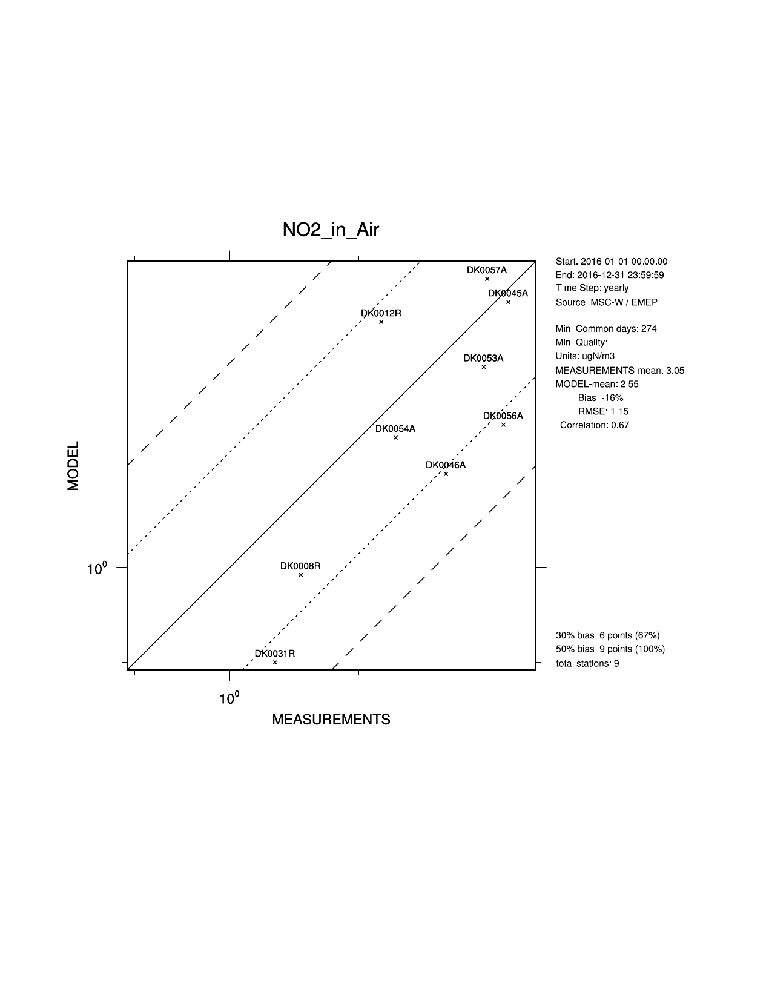 NO2_in_Air
DK0057A
DK0045A
DK0012R
DK0053A
DK0056A
DK0054A
DK0046A
DK0008R
DK0031R
MODEL
10⁰
10⁰
MEASUREMENTS
Start: 2016-01-01 00:00:00
End: 2016-12-31 23:59:59
Time Step: yearly
Source: MSC-W / EMEP
Min. Common days: 274
Min. Quality:
Units: ugN/m3
MEASUREMENTS-mean: 3.05
MODEL-mean: 2.55
Bias: -16%
RMSE: 1.15
Correlation: 0.67
30% bias: 6 points (67%)
50% bias: 9 points (100%)
total stations: 9